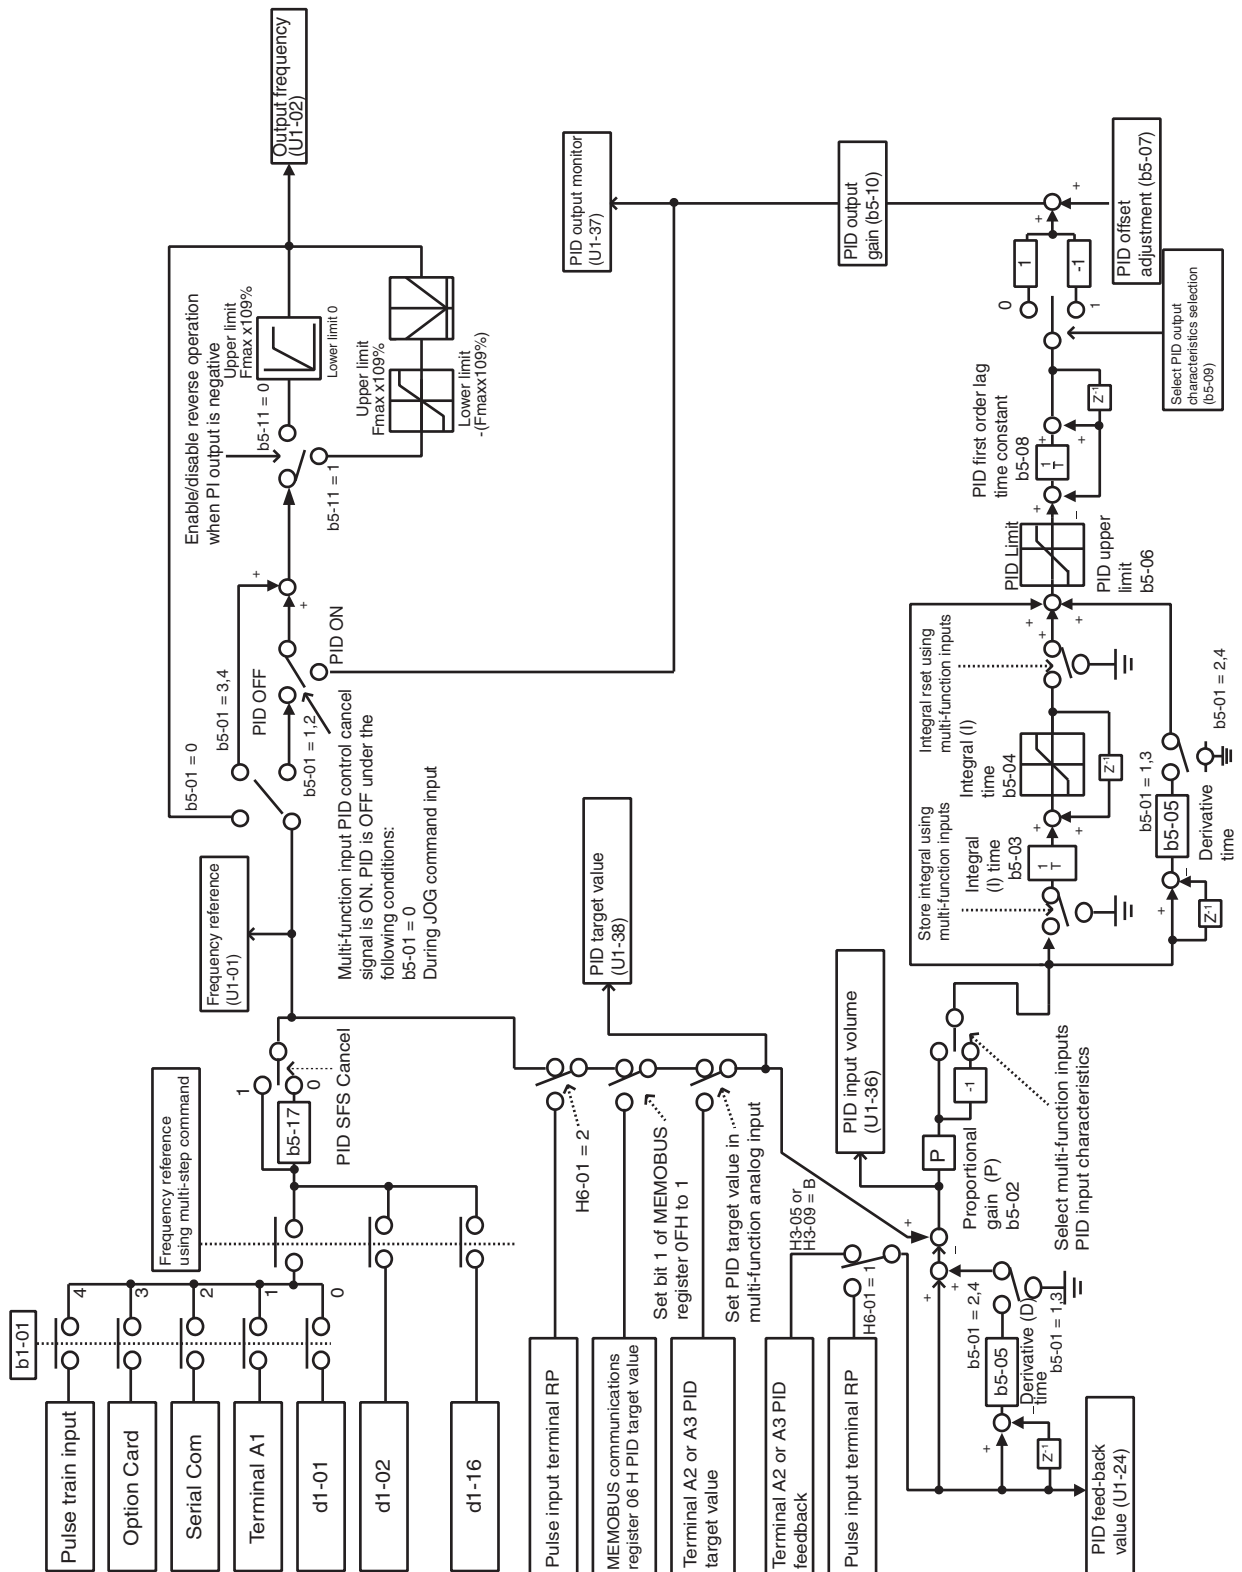 b1-01
Pulse train input
Option Card
Serial Com
Terminal A1
d1-01
d1-02
d1-16
4
3
2
1
0
Frequency reference
using multi-step command
b5-17
1
0
PID SFS Cancel
Frequency reference
(U1-01)
b5-01 = 0
b5-01 = 3,4
b5-01 = 1,2
PID OFF
PID ON
+
+
Multi-function input PID control cancel
signal is ON. PID is OFF under the
following conditions:
b5-01 = 0
During JOG command input
Enable/disable reverse operation
when PI output is negative
b5-11 = 0
b5-11 = 1
Upper limit
Fmax x109%
Lower limit 0
Upper limit
Fmax x109%
Lower limit
-(Fmaxx109%)
Output frequency
(U1-02)
Pulse input terminal RP
MEMOBUS communications
register 06 H PID target value
Terminal A2 or A3 PID
target value
Terminal A2 or A3 PID
feedback
Pulse input terminal RP
H6-01 = 2
Set bit 1 of MEMOBUS
register 0FH to 1
Set PID target value in
multi-function analog input
H3-05 or
H3-09 = B
H6-01 = 1
PID target value
(U1-38)
PID input volume
(U1-36)
PID output monitor
(U1-37)
PID output
gain (b5-10)
PID feed-back
value (U1-24)
+
−
Z-1
b5-05
Derivative (D)
time
b5-01 = 2,4
b5-01 = 1,3
+
+
+
−
P
Proportional
gain (P)
b5-02
-1
Select multi-function inputs
PID input characteristics
Store integral using
multi-function inputs
Integral
(I) time
b5-03
1
T
+
+
Integral (I)
time
b5-04
Z-1
Integral rset using
multi-function inputs
+
+
+
Z-1
+
−
b5-05
Derivative
time
b5-01 = 1,3
b5-01 = 2,4
PID Limit
PID upper
limit
b5-06
+
−
PID first order lag
time constant
b5-08
1
T
+
+
Z-1
0
1
1
-1
Select PID output
characteristics selection
(b5-09)
+
+
PID offset
adjustment (b5-07)